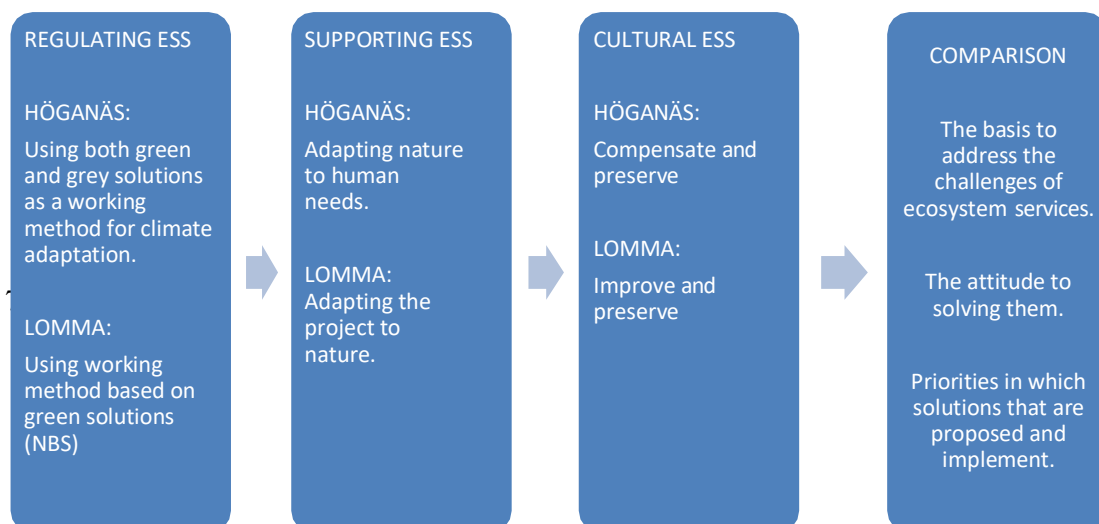 REGULATING ESS
HÖGANÄS:
Using both green
and grey solutions
as a working
method for climate
adaptation.
LOMMA:
Using working
method based on
green solutions
(NBS)
SUPPORTING ESS
HÖGANÄS:
Adapting nature
to human
needs.
LOMMA:
Adapting the
project to
nature.
CULTURAL ESS
HÖGANÄS:
Compensate and
preserve
LOMMA:
Improve and
preserve
COMPARISON
The basis to
address the
challenges of
ecosystem services.
The attitude to
solving them.
Priorities in which
solutions that are
proposed and
implement.